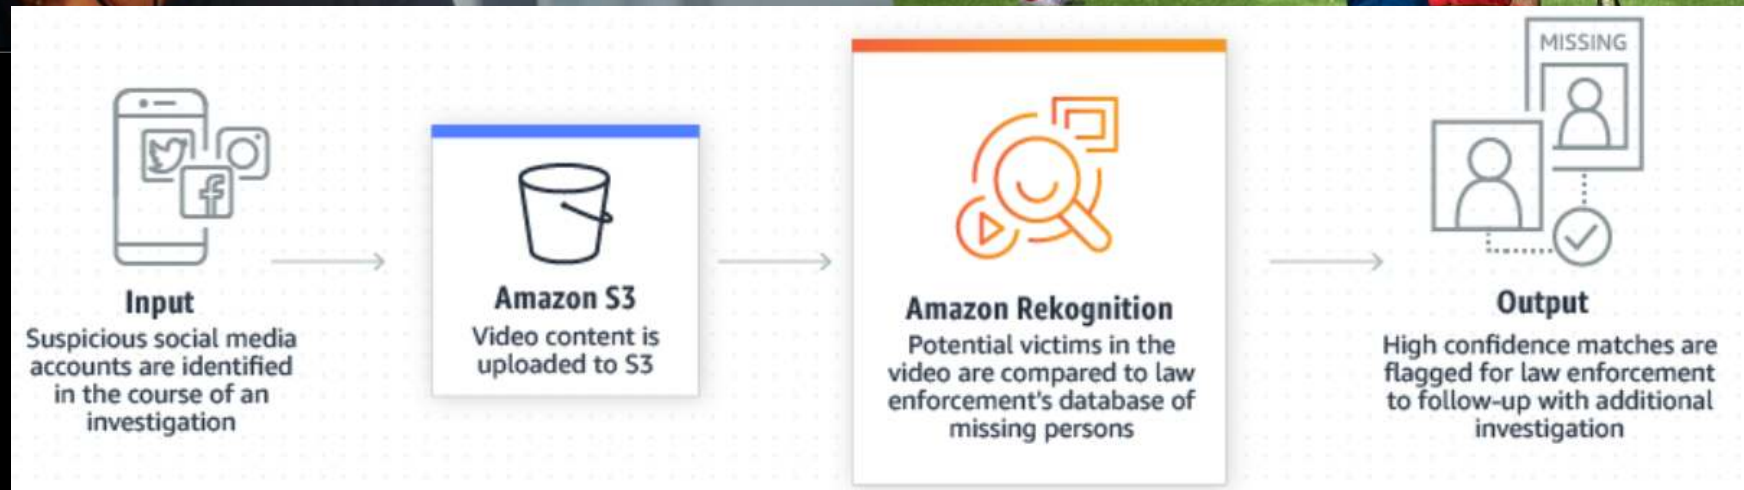 MISSING
Input
Suspicious social media
accounts are identified
in the course of an
investigation
Amazon S3
Video content is
uploaded to S3
Amazon Rekognition
Potential victims in the
video are compared to law
enforcement's database of
missing persons
Output
High confidence matches are
flagged for law enforcement
to follow-up with additional
investigation